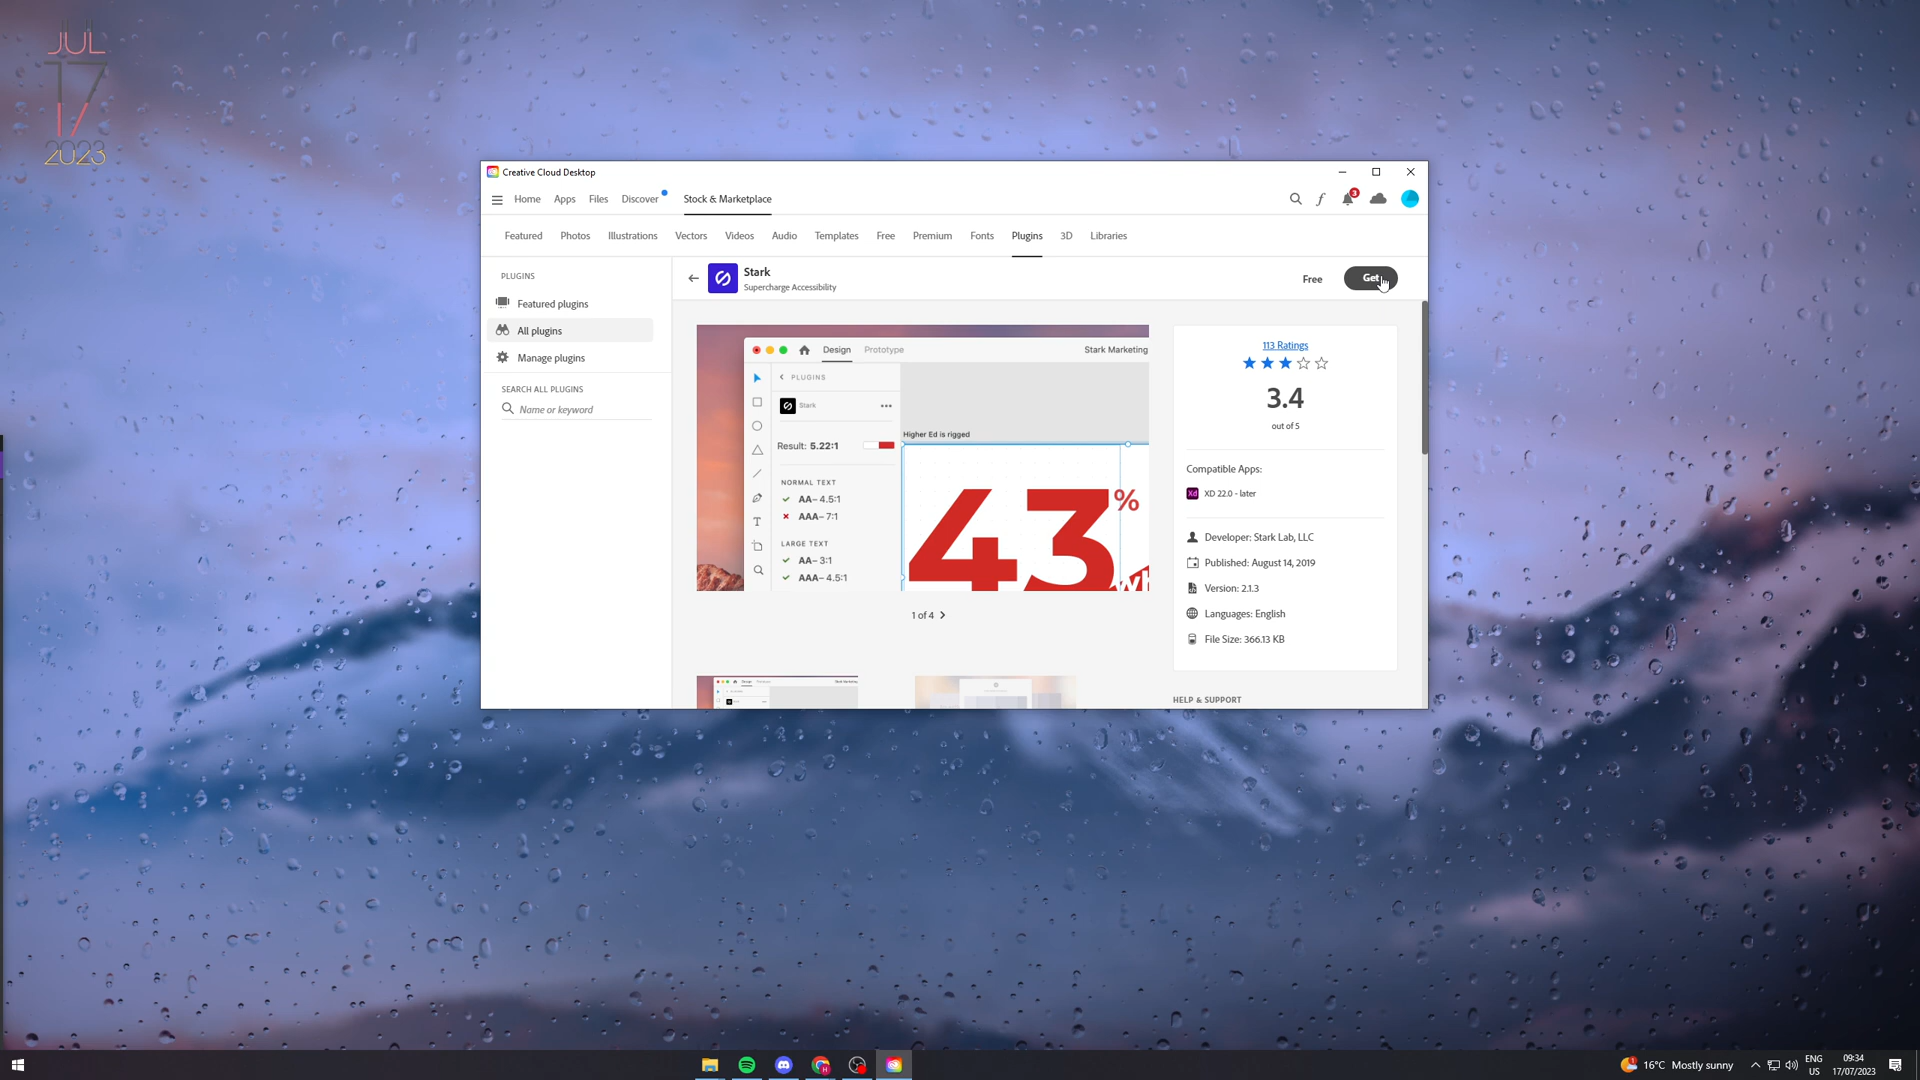 JUL
17
2023
Creative Cloud Desktop
Home Apps Files Discover Stock & Marketplace
3
Featured Photos Illustrations Vectors Videos Audio Templates Free Premium Fonts Plugins 3D Libraries
PLUGINS
Featured plugins
All plugins
Manage plugins
SEARCH ALL PLUGINS
Name or keyword
Stark
Supercharge Accessibility
Free
Get
Design Prototype Stark Marketing
PLUGINS
Stark
Result: 5.22:1
NORMAL TEXT
AA – 4.5:1
AAA – 7:1
LARGE TEXT
AA – 3:1
AAA – 4.5:1
Higher Ed is rigged
43%
wh
1 of 4
113 Ratings
3.4
out of 5
Compatible Apps:
Xd XD 22.0 - later
Developer: Stark Lab, LLC
Published: August 14, 2019
Version: 2.1.3
Languages: English
File Size: 366.13 KB
HELP & SUPPORT
1 16°C Mostly sunny
ENG
US
09:34
17/07/2023